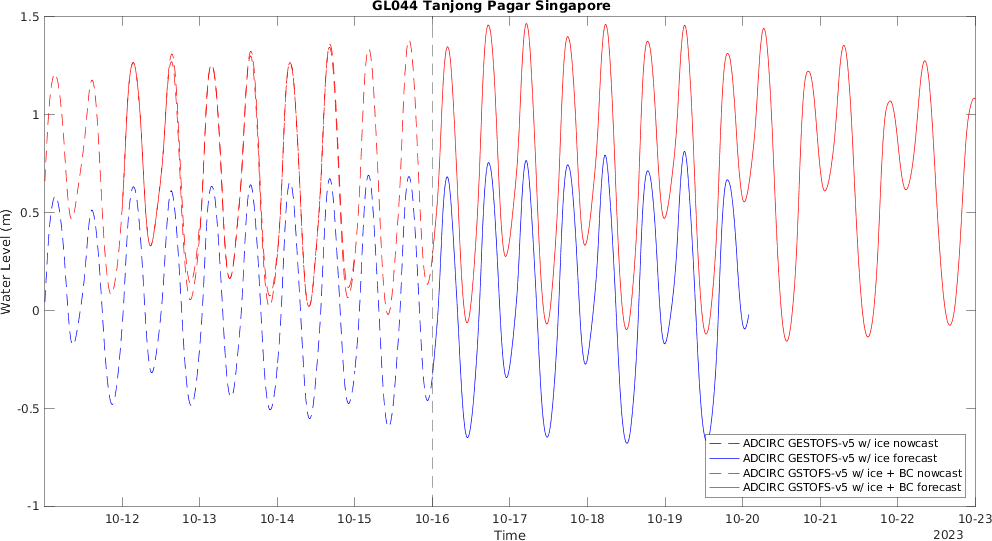 GL044 Tanjong Pagar Singapore
1.5
1
0.5
0
-0.5
-1
Water Level (m)
ADCIRC GESTOFS-v5 w/ ice nowcast
ADCIRC GESTOFS-v5 w/ ice forecast
ADCIRC GSTOFS-v5 w/ ice + BC nowcast
ADCIRC GSTOFS-v5 w/ ice + BC forecast
10-12 10-13 10-14 10-15 10-16 10-17 10-18 10-19 10-20 10-21 10-22 10-23
Time
2023